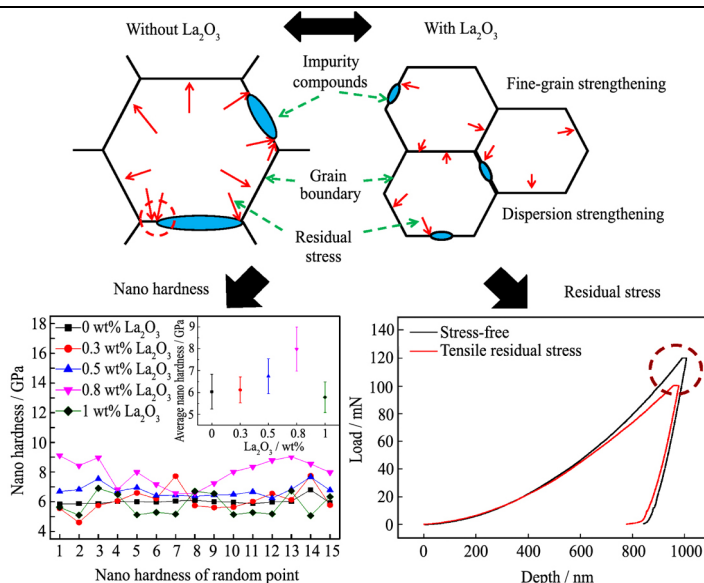 Without La₂O₃
With La₂O₃
Impurity
compounds
Fine-grain strengthening
Grain
boundary
Dispersion strengthening
Residual
stress
Nano hardness
Residual stress
Nano hardness / GPa
18
16
14
12
10
8
6
4
0 wt% La₂O₃
0.3 wt% La₂O₃
0.5 wt% La₂O₃
0.8 wt% La₂O₃
1 wt% La₂O₃
Average nano hardness / GPa
9
8
7
6
5
0 0.3 0.5 0.8 1
La₂O₃ / wt%
1 2 3 4 5 6 7 8 9 10 11 12 13 14 15
Nano hardness of random point
Load / mN
140
120
100
80
60
40
20
0
Stress-free
Tensile residual stress
0 200 400 600 800 1000
Depth / nm